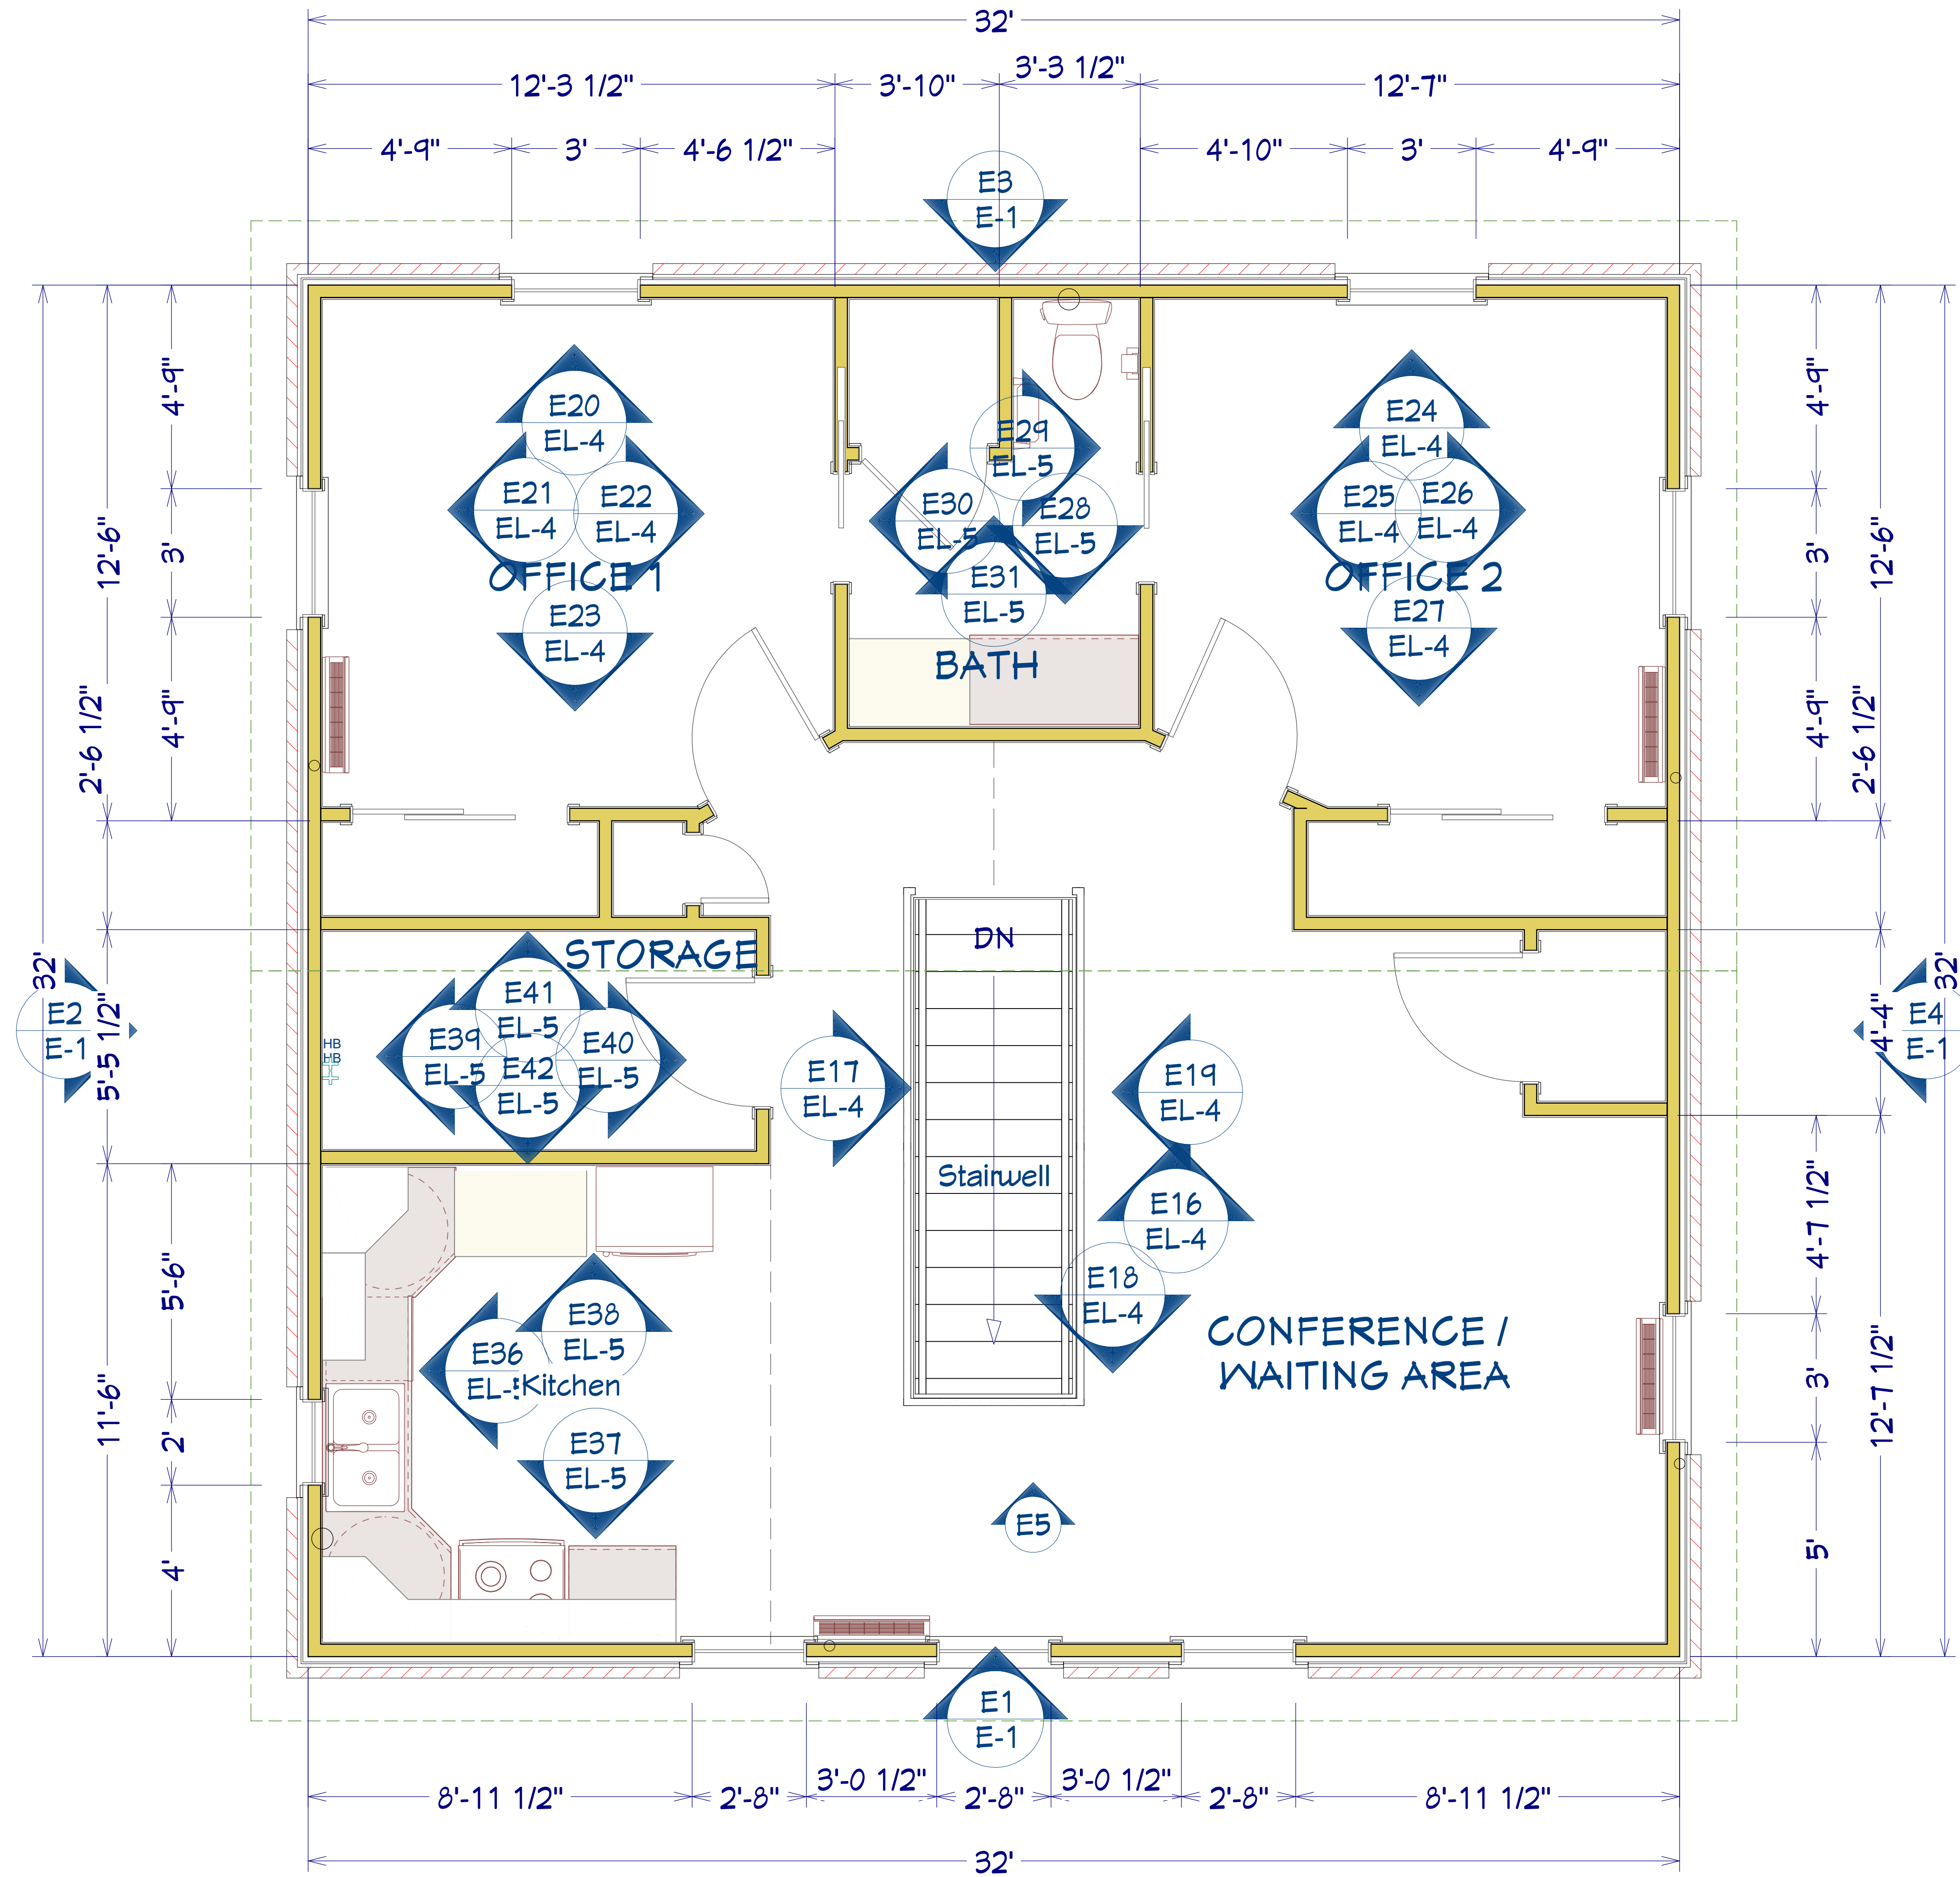 32'
12'-3 1/2"
3'-10"
3'-3 1/2"
12'-7"
4'-9"
3'
4'-6 1/2"
4'-10"
3'
4'-9"
E3
E-1
4'-9"
3'
4'-9"
12'-6"
2'-6 1/2"
32'
E2
E-1
5'-5 1/2"
5'-6"
11'-6"
2'
4'
E20
EL-4
E21
EL-4
E22
EL-4
OFFICE 1
E23
EL-4
E29
EL-5
E30
EL-5
E28
EL-5
E31
EL-5
BATH
E24
EL-4
E25
EL-4
E26
EL-4
OFFICE 2
E27
EL-4
STORAGE
E41
EL-5
E39
EL-5
E40
EL-5
E42
EL-5
HB
HB
DN
E17
EL-4
E19
EL-4
Stairwell
E16
EL-4
E18
EL-4
E38
EL-5
E36
Kitchen
E37
EL-5
CONFERENCE /
WAITING AREA
E5
4'-9"
3'
4'-9"
12'-6"
2'-6 1/2"
32'
4'-4"
E4
E-1
4'-7 1/2"
3'
12'-7 1/2"
5'
E1
E-1
8'-11 1/2"
2'-8"
3'-0 1/2"
2'-8"
3'-0 1/2"
2'-8"
8'-11 1/2"
32'